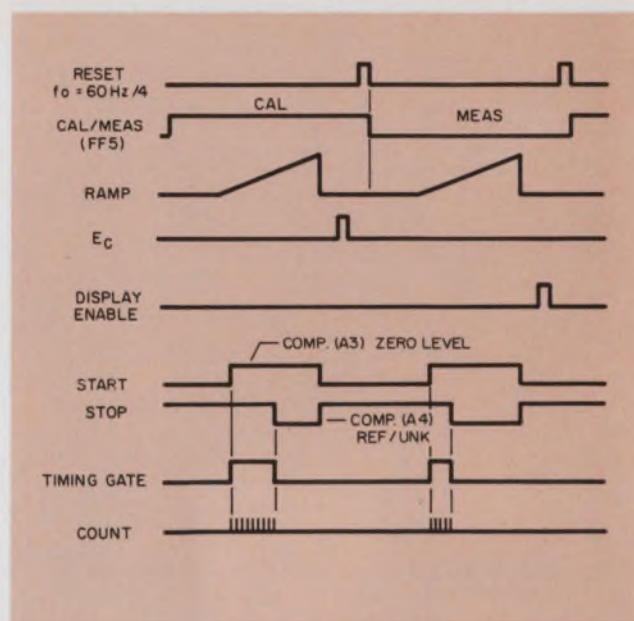 RESET
fo = 60 Hz /4
CAL
MEAS
CAL/MEAS
(FF5)
RAMP
EC
DISPLAY
ENABLE
COMP. (A3) ZERO LEVEL
START
STOP
COMP. (A4)
REF/UNK
TIMING GATE
COUNT